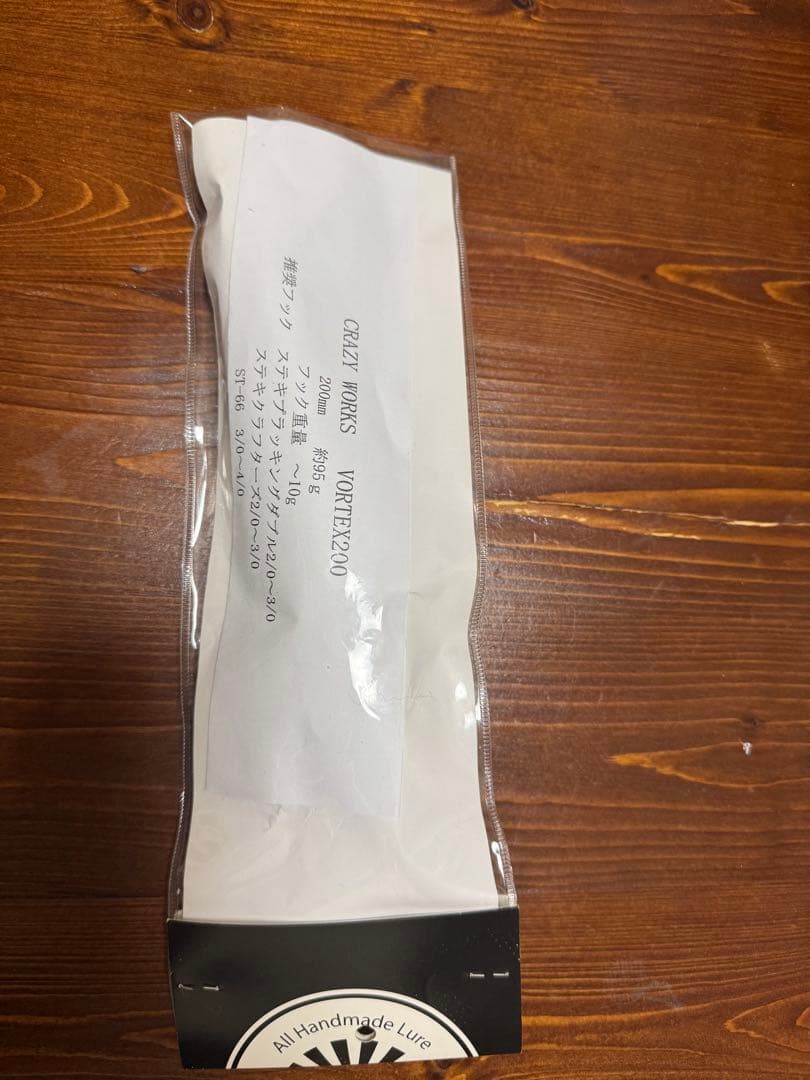 CRAZY WORKS VORTEX200
200mm 約95g
フック重量 ～10g
推奨フック ステキブラッキングダブル2/0～3/0
ステキクラフターズ2/0～3/0
ST-66 3/0～4/0
All Handmade Lure